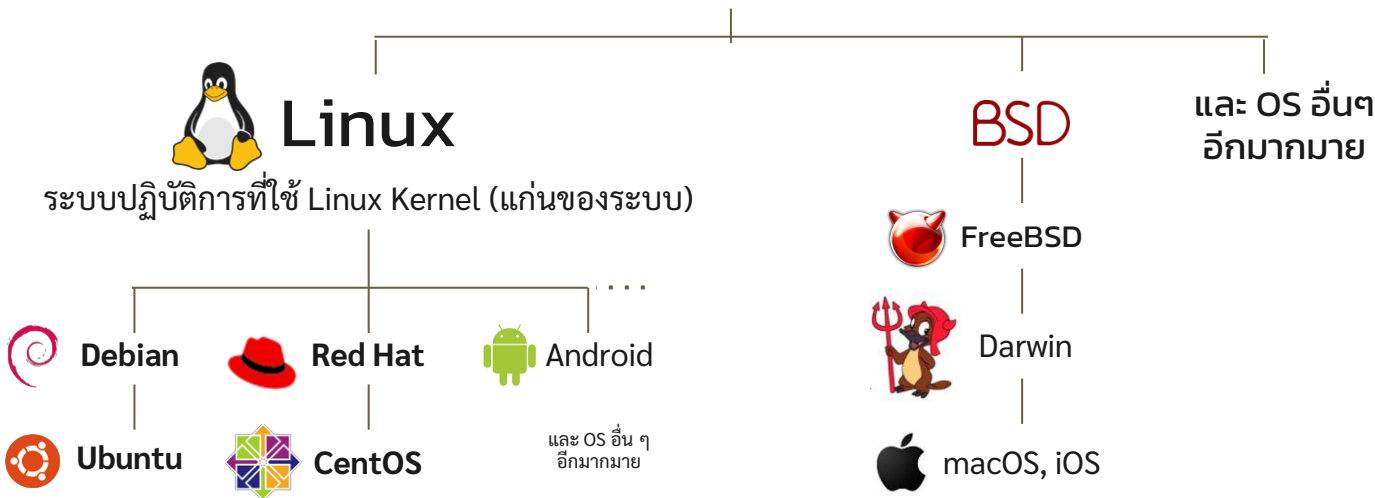 Linux
ระบบปฏิบัติการที่ใช้ Linux Kernel (แก่นของระบบ)
Debian
Red Hat
Android
Ubuntu
CentOS
และ OS อื่น ๆ
อีกมากมาย
BSD
FreeBSD
Darwin
macOS, iOS
และ OS อื่นๆ
อีกมากมาย